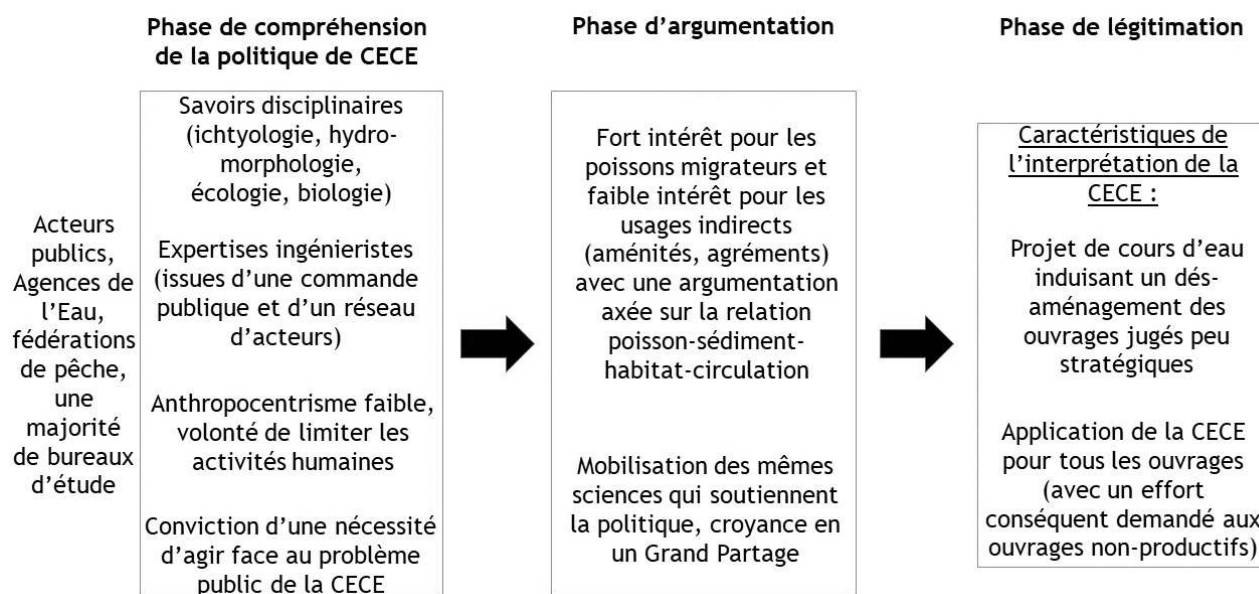 Phase de compréhension
de la politique de CECE
Phase d'argumentation
Phase de légitimation
Acteurs
publics,
Agences de
l'Eau,
fédérations
de pêche,
une
majorité
de bureaux
d'étude
Savoirs disciplinaires
(ichtyologie, hydro-
morphologie,
écologie, biologie)
Expertises ingénieristes
(issues d'une commande
publique et d'un réseau
d'acteurs)
Anthropocentrisme faible,
volonté de limiter les
activités humaines
Conviction d'une nécessité
d'agir face au problème
public de la CECE
Fort intérêt pour les
poissons migrateurs et
faible intérêt pour les
usages indirects
(aménités, agréments)
avec une argumentation
axée sur la relation
poisson-sédiment-
habitat-circulation
Mobilisation des mêmes
sciences qui soutiennent
la politique, croyance en
un Grand Partage
Caractéristiques de
l'interprétation de la
CECE :
Projet de cours d'eau
induisant un dés-
aménagement des
ouvrages jugés peu
stratégiques
Application de la CECE
pour tous les ouvrages
(avec un effort
conséquent demandé aux
ouvrages non-productifs)